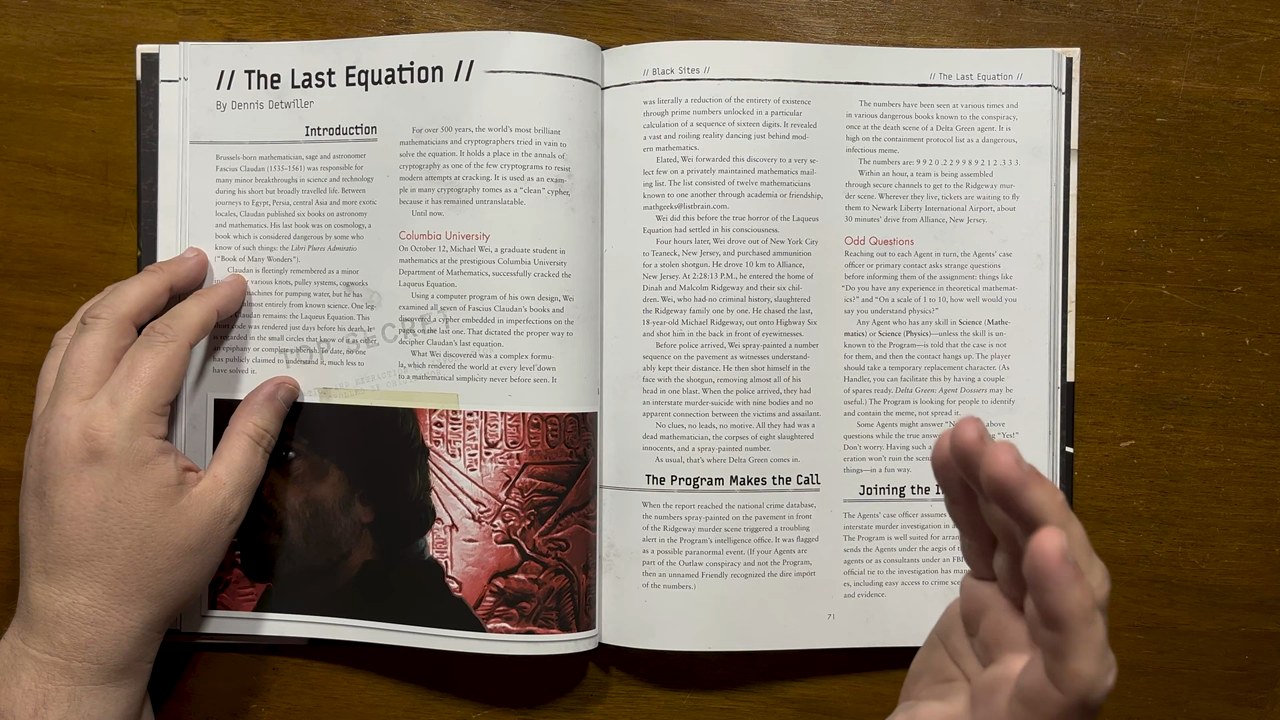 // The Last Equation //
By Dennis Detwiller
Introduction
Brussels-born mathematician, sage and astronomer
Fascius Claudan (1535–1561) was responsible for
many minor breakthroughs in science and technology
during his short but broadly travelled life. Between
journeys to Egypt, Persia, central Asia and more exotic
locales, Claudan published six books on astronomy
and mathematics. His last book was on cosmology, a
book which is considered dangerous by some who
know of such things: the Libri Plures Admiratio
("Book of Many Wonders").
Claudan is fleetingly remembered as a minor
various knots, pulley systems, cogworks
machines for pumping water, but he has
almost entirely from known science. One leg-
Claudan remains: the Laqueus Equation. This
code was rendered just days before his death. It
is regarded in the small circles that know of it as either
an epiphany or To date, no one
has publicly claimed to understand it, much less to
have solved it.
For over 500 years, the world's most brilliant
mathematicians and cryptographers tried in vain to
solve the equation. It holds a place in the annals of
cryptography as one of the few cryptograms to resist
modern attempts at cracking. It is used as an exam-
ple in many cryptography tomes as a "clean" cypher,
because it has remained untranslatable.
Until now.
Columbia University
On October 12, Michael Wei, a graduate student in
mathematics at the prestigious Columbia University
Department of Mathematics, successfully cracked the
Laqueus Equation.
Using a computer program of his own design, Wei
examined all seven of Fascius Claudan's books and
discovered a cypher embedded in imperfections on the
pages on the last one. That dictated the proper way to
decipher Claudan's last equation.
What Wei discovered was a complex formu-
la, which rendered the world at every level down
to a mathematical simplicity never before seen. It
TOP SECRET
// Black Sites //
was literally a reduction of the entirety of existence
through prime numbers unlocked in a particular
calculation of a sequence of sixteen digits. It revealed
a vast and roiling reality dancing just behind mod-
ern mathematics.
Elated, Wei forwarded this discovery to a very se-
lect few on a privately maintained mathematics mail-
ing list. The list consisted of twelve mathematicians
known to one another through academia or friendship,
mathgeeks@listbrain.com.
Wei did this before the true horror of the Laqueus
Equation had settled in his consciousness.
Four hours later, Wei drove out of New York City
to Teaneck, New Jersey, and purchased ammunition
for a stolen shotgun. He drove 10 km to Alliance,
New Jersey. At 2:28:13 P.M., he entered the home of
Dinah and Malcolm Ridgeway and their six chil-
dren. Wei, who had no criminal history, slaughtered
the Ridgeway family in one minute. He chased the last,
18-year-old Michael Ridgeway, out onto Highway Six
and shot him in the back in front of eyewitnesses.
Before police arrived, Wei spray-painted a number
sequence on the pavement as witnesses understand-
ably kept their distance. He then shot himself in the
face with the shotgun, removing almost all of his
head in one blast. When the police arrived, they had
an interstate murder-suicide with nine bodies and no
apparent connection between the victims and assailant.
No clues, no leads, no motive. All they had was a
dead mathematician, the corpses of eight slaughtered
innocents, and a spray-painted number.
As usual, that's where Delta Green comes in.
The Program Makes the Call
When the report reached the national crime database,
the numbers spray-painted on the pavement in front
of the Ridgeway murder scene triggered a troubling
alert in the Program's intelligence office. It was flagged
as a possible paranormal event. (If your Agents are
part of the Outlaw conspiracy and not the Program,
then an unnamed Friendly recognized the dire import
of the numbers.)
71
// The Last Equation //
The numbers have been seen at various times and
in various dangerous books known to the conspiracy,
once at the death scene of a Delta Green agent. It is
high on the containment protocol list as a dangerous,
infectious meme.
The numbers are: 9 9 2 0 . 2 2 9 9 8 9 2 1 2 . 3 3 3.
Within an hour, a team is being assembled
through secure channels to get to the Ridgeway mur-
der scene. Wherever they live, tickets are waiting to fly
them to Newark Liberty International Airport, about
30 minutes' drive from Alliance, New Jersey.
Odd Questions
Reaching out to each Agent in turn, the Agents' case
officer or primary contact asks strange questions
before informing them of the assignment: things like
"Do you have any experience in theoretical mathemat-
ics?" and "On a scale of 1 to 10, how well would you
say you understand physics?"
Any Agent who has any skill in Science (Mathe-
matics) or Science (Physics)—unless the skill is un-
known to the Program—is told that the case is not
for them, and then the contact hangs up. The player
should take a temporary replacement character. (As
Handler, you can facilitate this by having a couple
of spares ready. Delta Green: Agent Dossiers may be
useful.) The Program is looking for people to identify
and contain the meme, not spread it.
Some Agents might answer above
questions while the true "Yes!"
Don't worry. Having such a
eration won't ruin the
things—in a fun way.
Joining the
The Agents' case officer assumes
interstate murder investigation in
The Program is well suited for
sends the Agents under the aegis of
agents or as consultants under an FBI
official tie to the investigation has
es, including easy access to crime
and evidence.